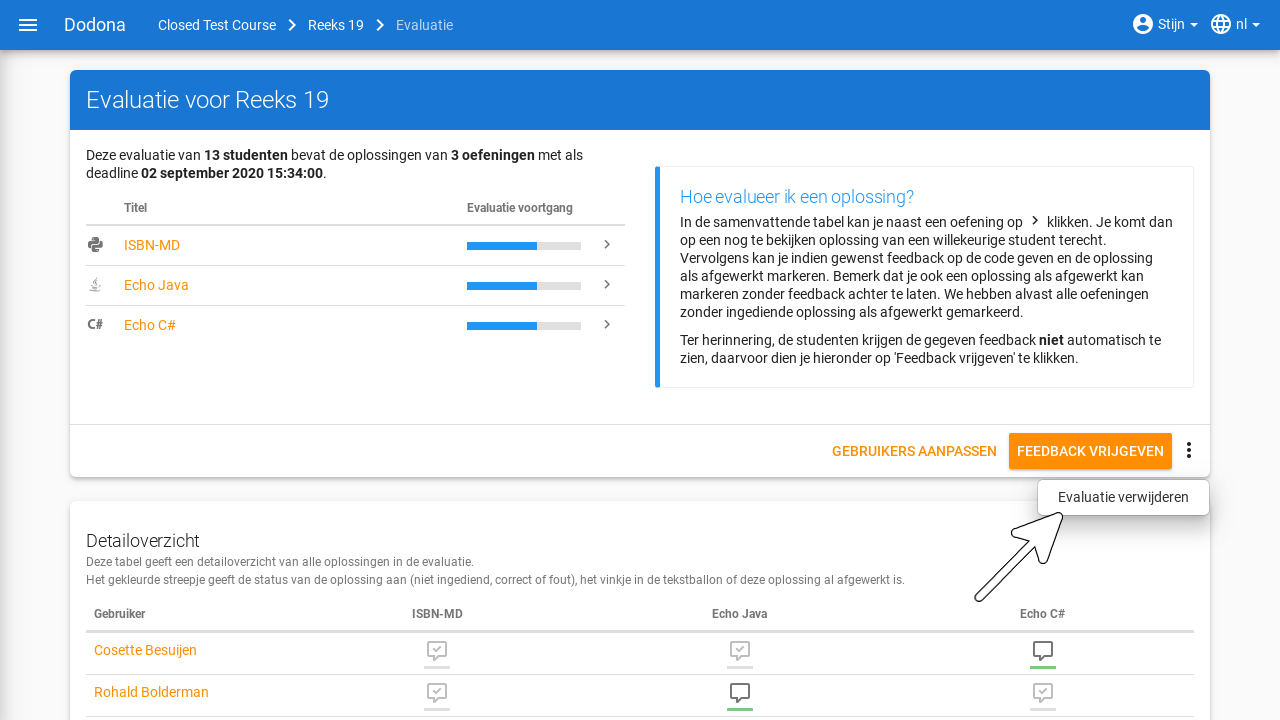 Dodona
Closed Test Course
Reeks 19
Evaluatie
Stijn
nl
Evaluatie voor Reeks 19
Deze evaluatie van 13 studenten bevat de oplossingen van 3 oefeningen met als
deadline 02 september 2020 15:34:00.
Titel
Evaluatie voortgang
ISBN-MD
Echo Java
C#
Echo C#
Hoe evalueer ik een oplossing?
In de samenvattende tabel kan je naast een oefening op > klikken. Je komt dan
op een nog te bekijken oplossing van een willekeurige student terecht.
Vervolgens kan je indien gewenst feedback op de code geven en de oplossing
als afgewerkt markeren. Bemerk dat je ook een oplossing als afgewerkt kan
markeren zonder feedback achter te laten. We hebben alvast alle oefeningen
zonder ingediende oplossing als afgewerkt gemarkeerd.
Ter herinnering, de studenten krijgen de gegeven feedback niet automatisch te
zien, daarvoor dien je hieronder op 'Feedback vrijgeven' te klikken.
GEBRUIKERS AANPASSEN
FEEDBACK VRIJGEVEN
Evaluatie verwijderen
Detailoverzicht
Deze tabel geeft een detailoverzicht van alle oplossingen in de evaluatie.
Het gekleurde streepje geeft de status van de oplossing aan (niet ingediend, correct of fout), het vinkje in de tekstballon of deze oplossing al afgewerkt is.
Gebruiker
ISBN-MD
Echo Java
Echo C#
Cosette Besuijen
Rohald Bolderman